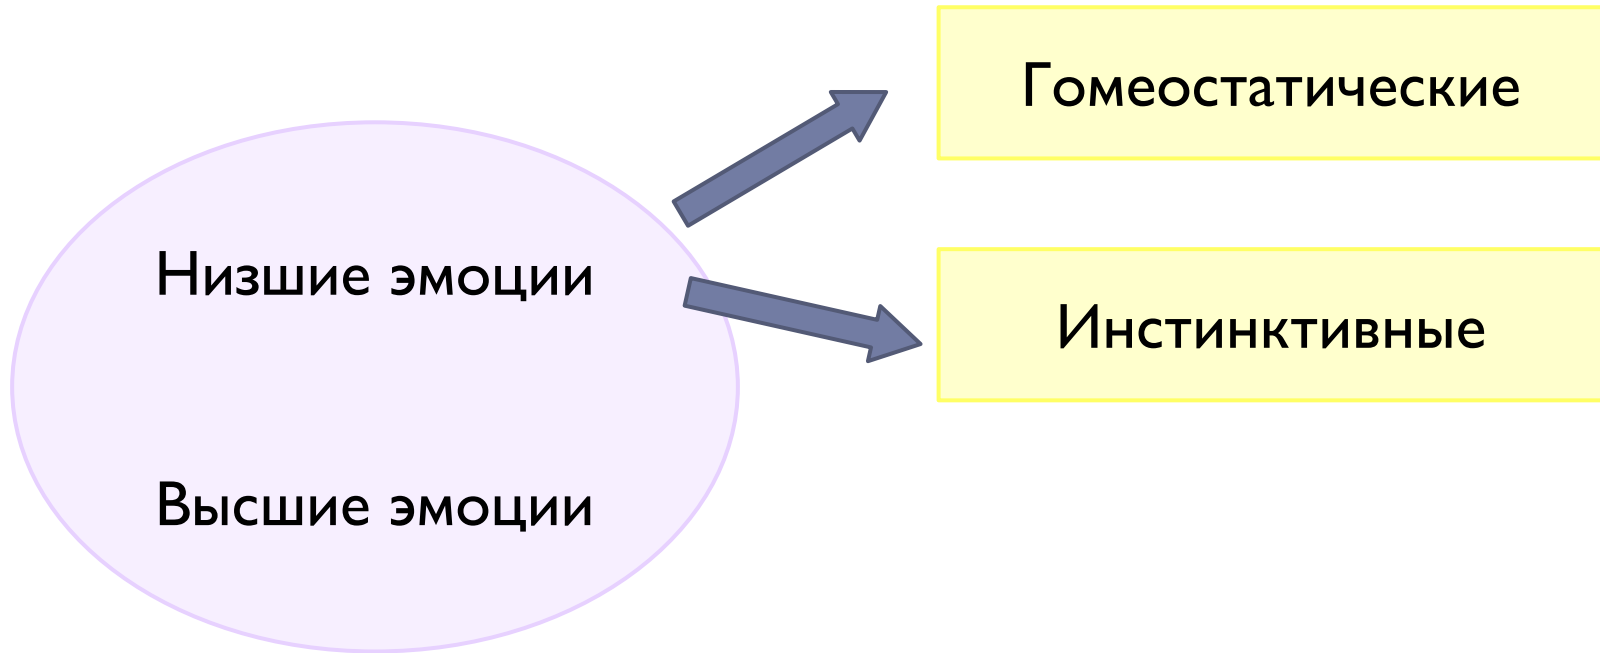 Гомеостатические
Низшие эмоции
Инстинктивные
Высшие эмоции